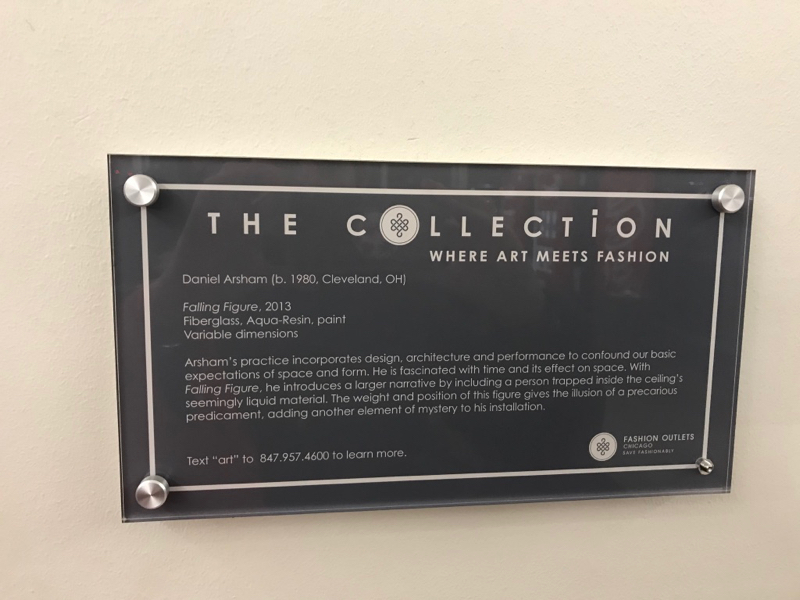 THE COLLECTiON
WHERE ART MEETS FASHION
Daniel Arsham (b. 1980, Cleveland, OH)
Falling Figure, 2013
Fiberglass, Aqua-Resin, paint
Variable dimensions
Arsham's practice incorporates design, architecture and performance to confound our basic
expectations of space and form. He is fascinated with time and its effect on space. With
Falling Figure, he introduces a larger narrative by including a person trapped inside the ceiling's
seemingly liquid material. The weight and position of this figure gives the illusion of a precarious
predicament, adding another element of mystery to his installation.
Text "art" to 847.957.4600 to learn more.
FASHION OUTLETS
CHICAGO
SAVE FASHIONABLY